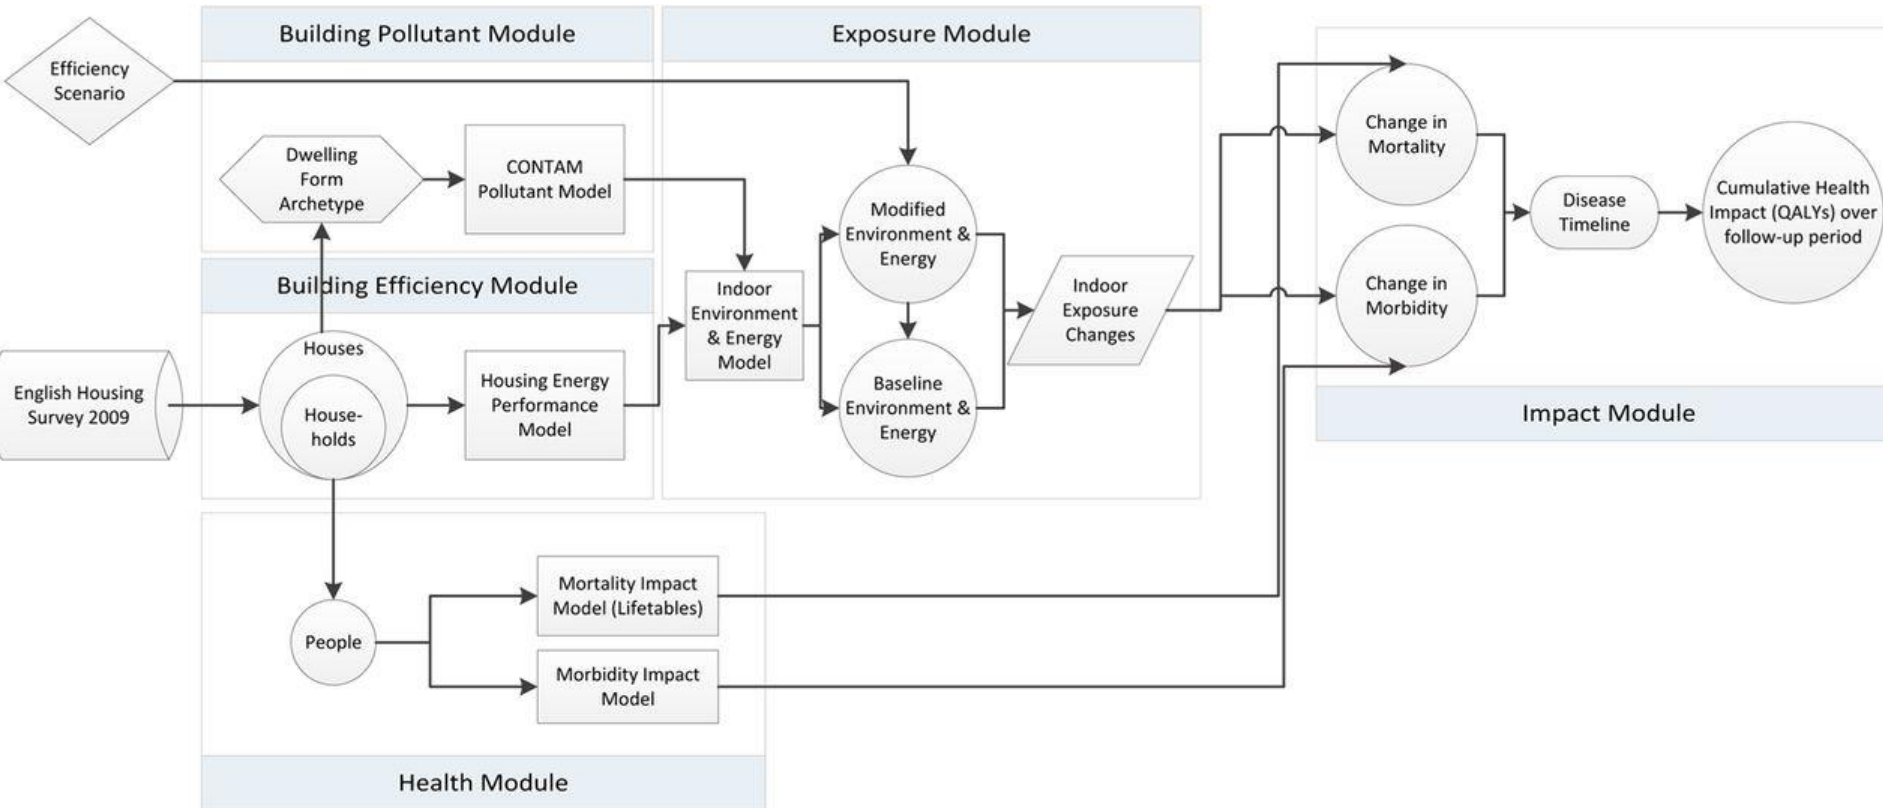 Building Pollutant Module
Exposure Module
Efficiency
Scenario
Dwelling
Form
Archetype
CONTAM
Pollutant Model
Modified
Environment &
Energy
Change in
Mortality
Disease
Timeline
Cumulative Health
Impact (QALYs) over
follow-up period
Building Efficiency Module
Indoor
Environment
& Energy
Model
Indoor
Exposure
Changes
Change in
Morbidity
English Housing
Survey 2009
Houses
House-
holds
Housing Energy
Performance
Model
Baseline
Environment &
Energy
Impact Module
People
Mortality Impact
Model (Lifetables)
Morbidity Impact
Model
Health Module